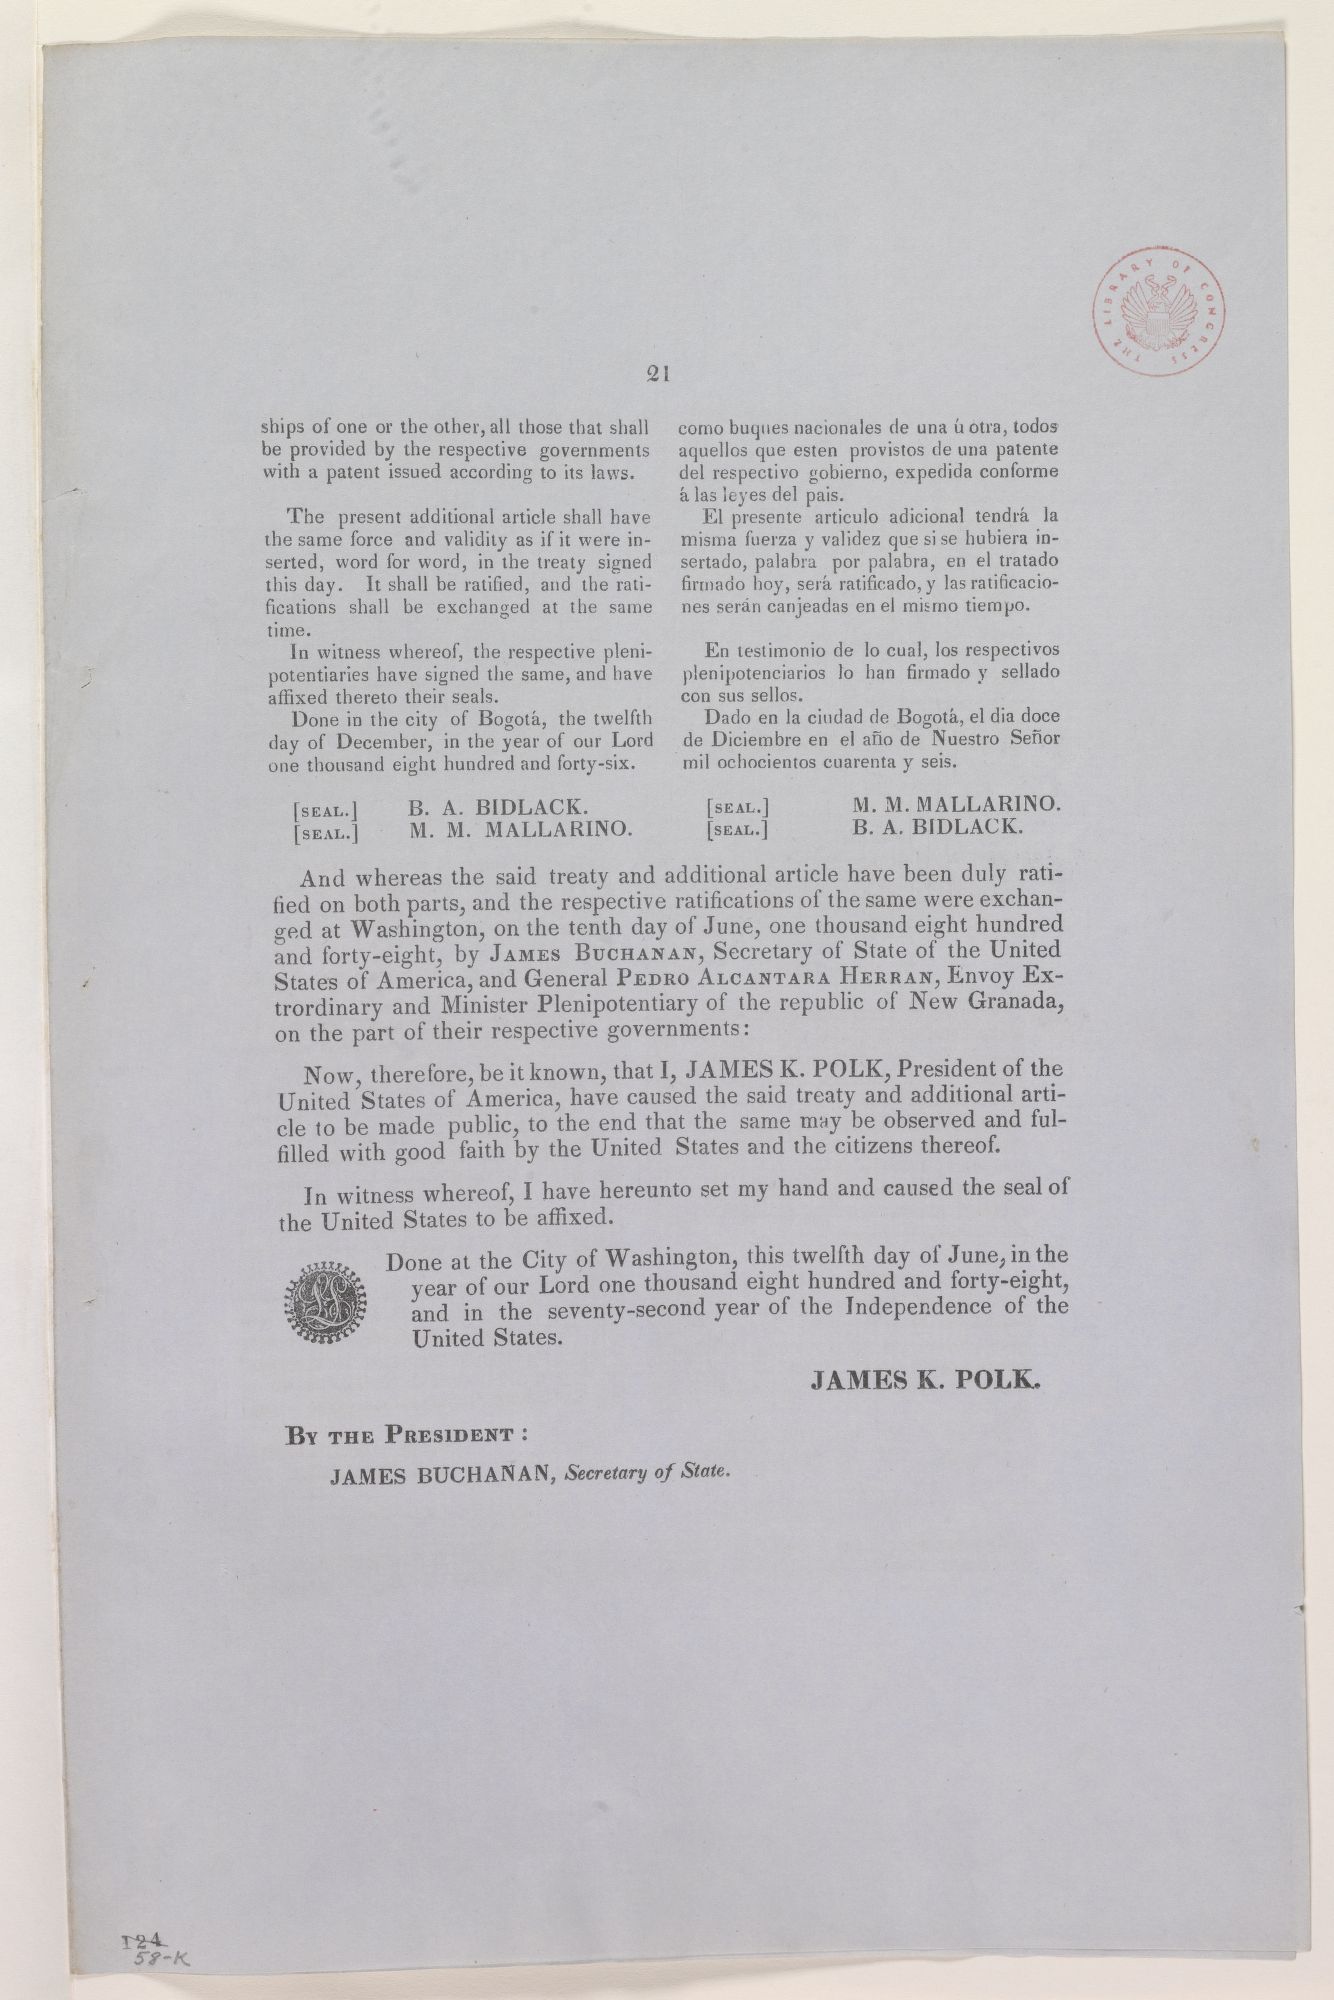 THE LIBRARY OF CONGRESS
21
ships of one or the other, all those that shall
be provided by the respective governments
with a patent issued according to its laws.
The present additional article shall have
the same force and validity as if it were in-
serted, word for word, in the treaty signed
this day. It shall be ratified, and the rati-
fications shall be exchanged at the same
time.
In witness whereof, the respective pleni-
potentiaries have signed the same, and have
affixed thereto their seals.
Done in the city of Bogotá, the twelfth
day of December, in the year of our Lord
one thousand eight hundred and forty-six.
[SEAL.] B. A. BIDLACK.
[SEAL.] M. M. MALLARINO.
como buques nacionales de una ú otra, todos
aquellos que esten provistos de una patente
del respectivo gobierno, expedida conforme
á las leyes del pais.
El presente articulo adicional tendrá la
misma fuerza y validez que si se hubiera in-
sertado, palabra por palabra, en el tratado
firmado hoy, será ratificado, y las ratificacio-
nes serán canjeadas en el mismo tiempo.
En testimonio de lo cual, los respectivos
plenipotenciarios lo han firmado y sellado
con sus sellos.
Dado en la ciudad de Bogotá, el dia doce
de Diciembre en el año de Nuestro Señor
mil ochocientos cuarenta y seis.
[SEAL.] M. M. MALLARINO.
[SEAL.] B. A. BIDLACK.
And whereas the said treaty and additional article have been duly rati-
fied on both parts, and the respective ratifications of the same were exchan-
ged at Washington, on the tenth day of June, one thousand eight hundred
and forty-eight, by JAMES BUCHANAN, Secretary of State of the United
States of America, and General PEDRO ALCANTARA HERRAN, Envoy Ex-
trordinary and Minister Plenipotentiary of the republic of New Granada,
on the part of their respective governments:
Now, therefore, be it known, that I, JAMES K. POLK, President of the
United States of America, have caused the said treaty and additional arti-
cle to be made public, to the end that the same may be observed and ful-
filled with good faith by the United States and the citizens thereof.
In witness whereof, I have hereunto set my hand and caused the seal of
the United States to be affixed.
LS
Done at the City of Washington, this twelfth day of June, in the
year of our Lord one thousand eight hundred and forty-eight,
and in the seventy-second year of the Independence of the
United States.
JAMES K. POLK.
BY THE PRESIDENT:
JAMES BUCHANAN, Secretary of State.
124
58-K